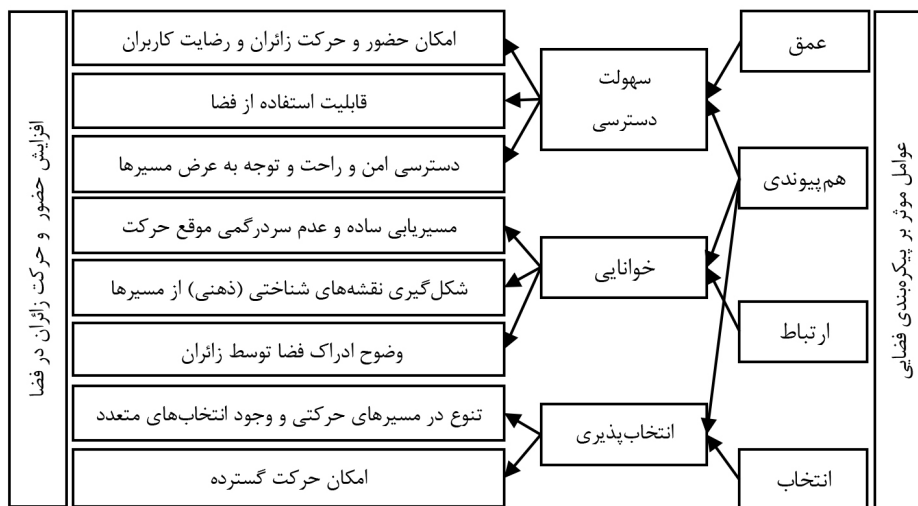 عوامل موثر بر پیکره‌بندی فضایی
عمق
هم‌پیوندی
ارتباط
انتخاب
سهولت
دسترسی
خوانایی
انتخاب‌پذیری
امکان حضور و حرکت زائران و رضایت کاربران
قابلیت استفاده از فضا
دسترسی امن و راحت و توجه به عرض مسیرها
مسیریابی ساده و عدم سردرگمی موقع حرکت
شکل‌گیری نقشه‌های شناختی (ذهنی) از مسیرها
وضوح ادراک فضا توسط زائران
تنوع در مسیرهای حرکتی و وجود انتخاب‌های متعدد
امکان حرکت گسترده
افزایش حضور و حرکت زائران در فضا